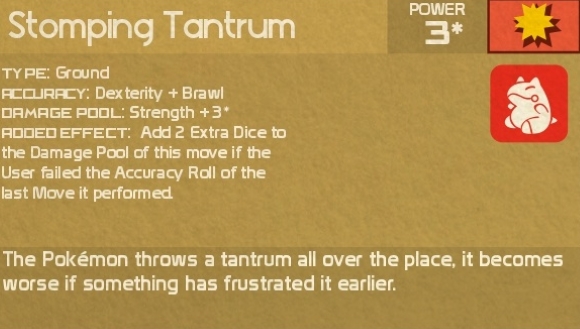 Stomping Tantrum
POWER
3*
TYPE: Ground
ACCURACY: Dexterity + Brawl
DAMAGE POOL: Strength +3*
ADDED EFFECT: Add 2 Extra Dice to
the Damage Pool of this move if the
User failed the Accuracy Roll of the
last Move it performed.
The Pokémon throws a tantrum all over the place, it becomes
worse if something has frustrated it earlier.